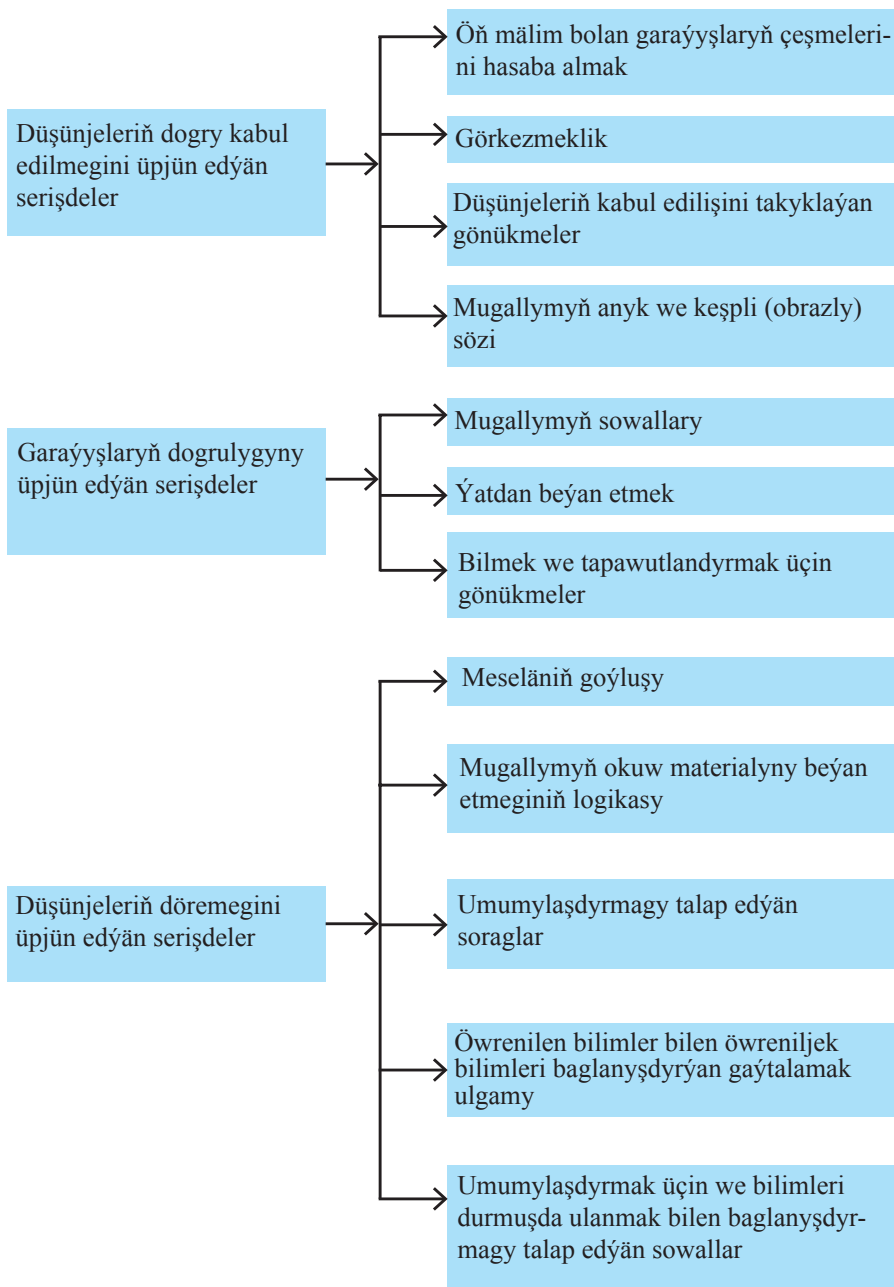 Düşünjeleriň dogry kabul
edilmegini üpjün edýän
serişdeler
Öň mälim bolan garaýyşlaryň çeşmeleri-
ni hasaba almak
Görkezmeklik
Düşünjeleriň kabul edilişini takyklaýan
gönükmeler
Mugallymyň anyk we keşpli (obrazly)
sözi
Garaýyşlaryň dogrulygyny
üpjün edýän serişdeler
Mugallymyň sowallary
Ýatdan beýan etmek
Bilmek we tapawutlandyrmak üçin
gönükmeler
Düşünjeleriň döremegini
üpjün edýän serişdeler
Meseläniň goýluşy
Mugallymyň okuw materialyny beýan
etmeginiň logikasy
Umumylaşdyrmagy talap edýän
soraglar
Öwrenilen bilimler bilen öwreniljek
bilimleri baglanyşdyrýan gaýtalamak
ulgamy
Umumylaşdyrmak üçin we bilimleri
durmuşda ulanmak bilen baglanyşdyr-
magy talap edýän sowallar